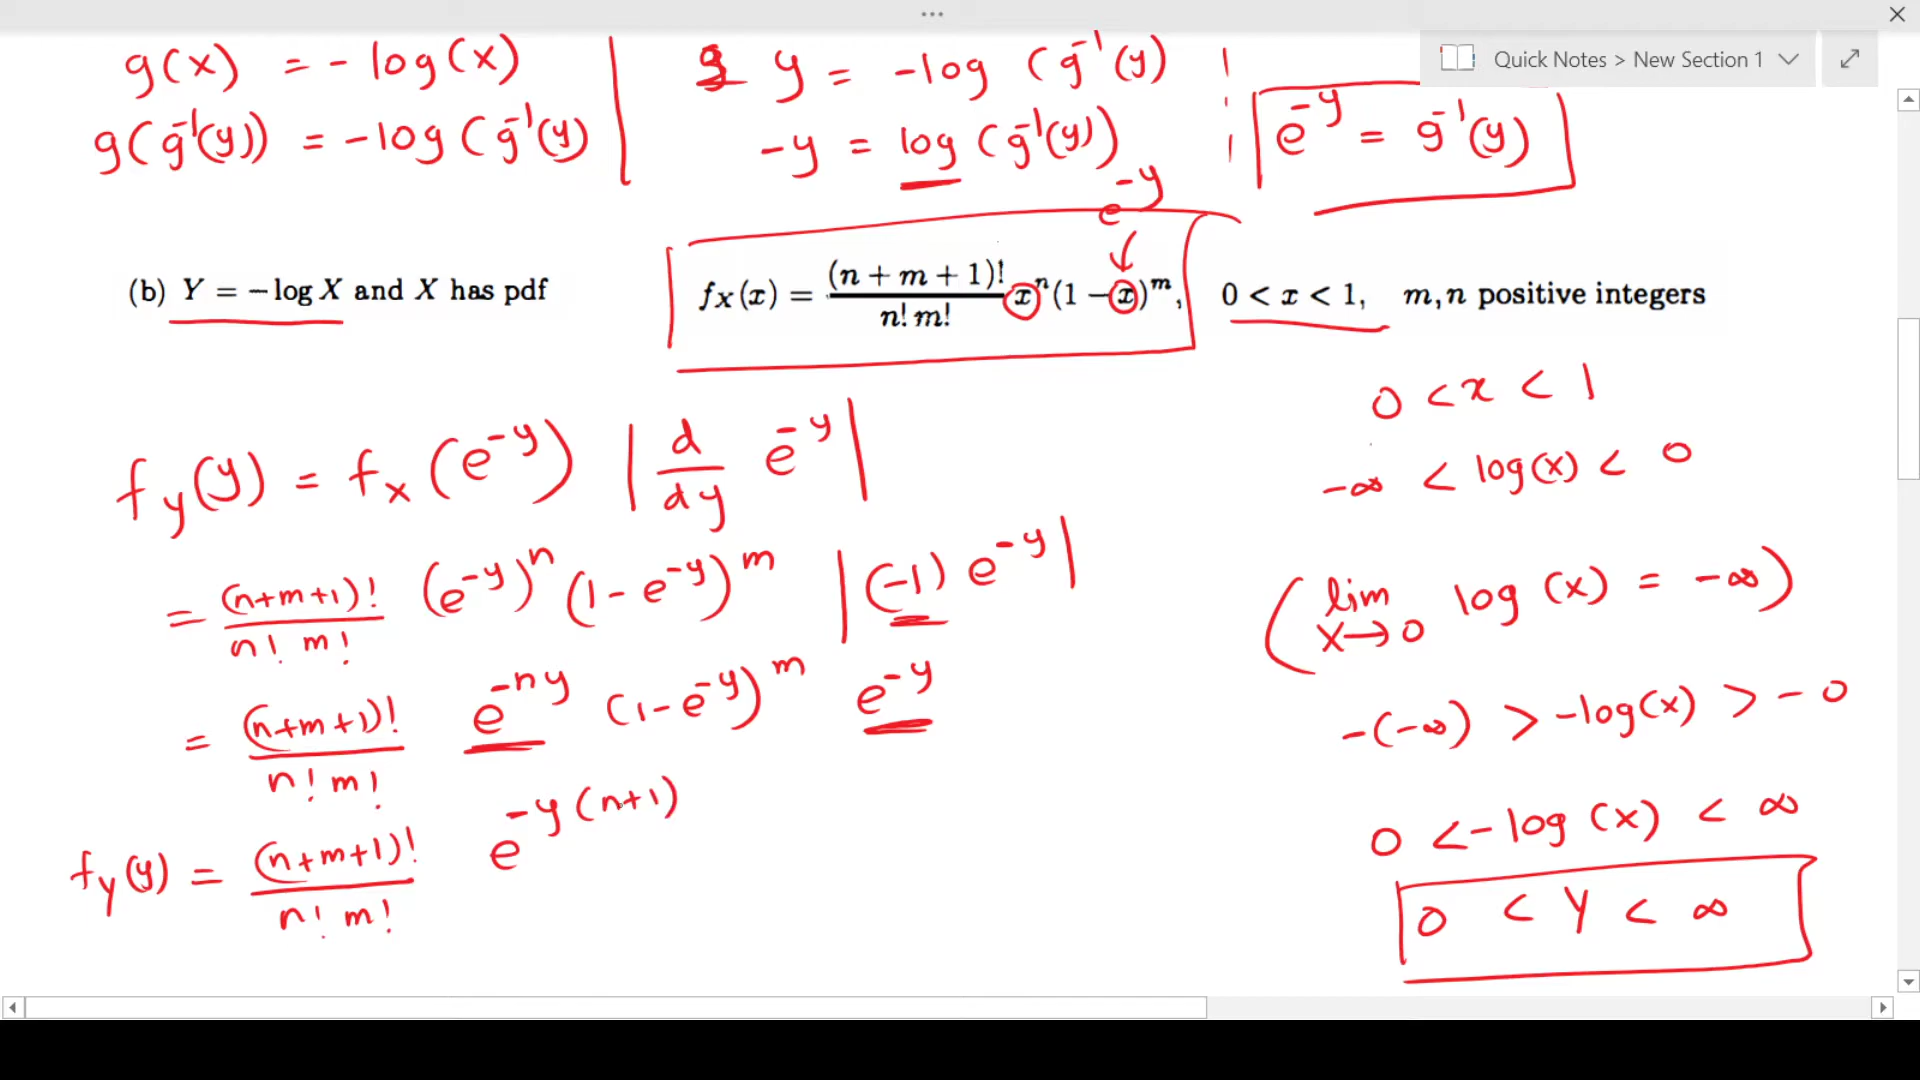 Quick Notes > New Section 1
g(x) = - log(x)
g(g⁻¹(y)) = -log (g⁻¹(y)
y = -log (g⁻¹(y)
-y = log (g⁻¹(y))
e^-y = g⁻¹(y)
e^-y
(b) Y = − log X and X has pdf f_X(x) = (n + m + 1)! / n! m! x^n (1 − x)^m, 0 < x < 1, m, n positive integers
f_y(y) = f_x (e^-y) | d/dy e^-y |
= (n+m+1)! / n! m! (e^-y)^n (1 - e^-y)^m | (-1) e^-y |
= (n+m+1)! / n! m! e^-ny (1 - e^-y)^m e^-y
f_y(y) = (n+m+1)! / n! m! e^-y(n+1)
0 < x < 1
-∞ < log(x) < 0
( lim x→0 log (x) = -∞ )
-(-∞) > -log(x) > - 0
0 < - log (x) < ∞
0 < Y < ∞